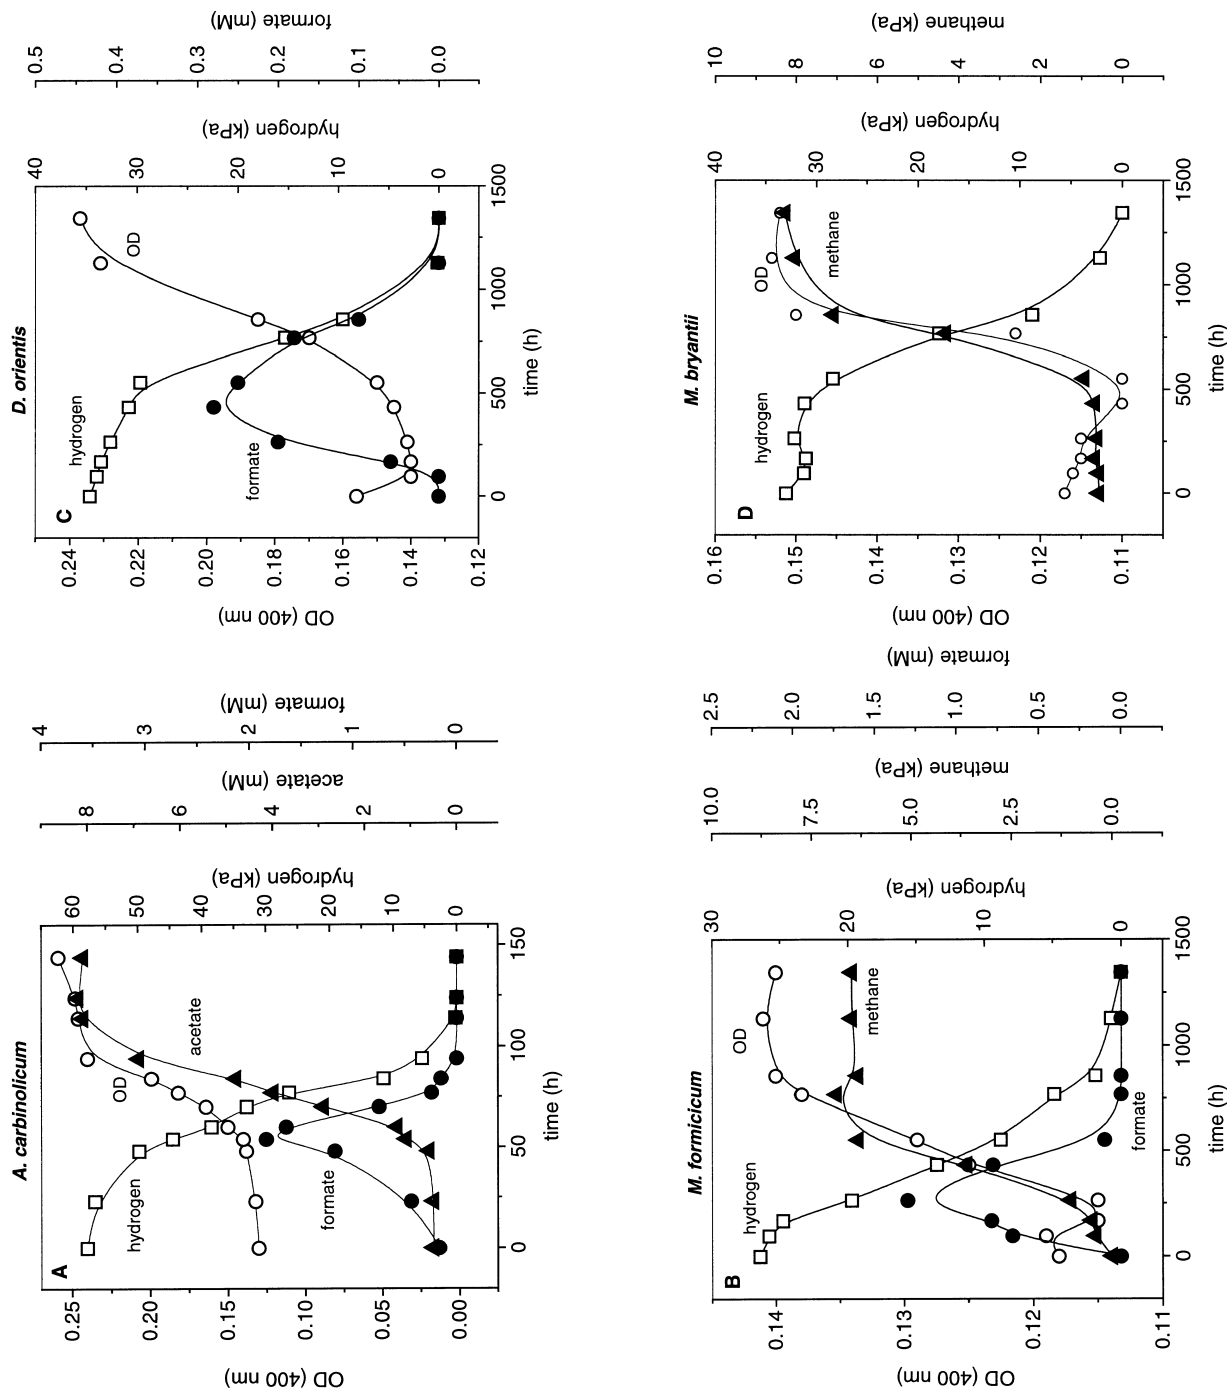 A. carbinolicum
A
OD (400 nm)
0.25
0.20
0.15
0.10
0.05
0.00
hydrogen
formate
OD
acetate
0
50
100
150
time (h)
hydrogen (kPa)
60
50
40
30
20
10
0
acetate (mM)
8
6
4
2
0
formate (mM)
4
3
2
1
0
D. orientis
C
OD (400 nm)
0.24
0.22
0.20
0.18
0.16
0.14
0.12
hydrogen
formate
OD
0
500
1000
1500
time (h)
hydrogen (kPa)
40
30
20
10
0
formate (mM)
0.5
0.4
0.3
0.2
0.1
0.0
M. formicicum
B
OD (400 nm)
0.14
0.13
0.12
0.11
hydrogen
OD
methane
formate
0
500
1000
1500
time (h)
hydrogen (kPa)
30
20
10
0
methane (kPa)
10.0
7.5
5.0
2.5
0.0
formate (mM)
2.5
2.0
1.5
1.0
0.5
0.0
M. bryantii
D
OD (400 nm)
0.16
0.15
0.14
0.13
0.12
0.11
hydrogen
OD
methane
0
500
1000
1500
time (h)
hydrogen (kPa)
40
30
20
10
0
methane (kPa)
10
8
6
4
2
0